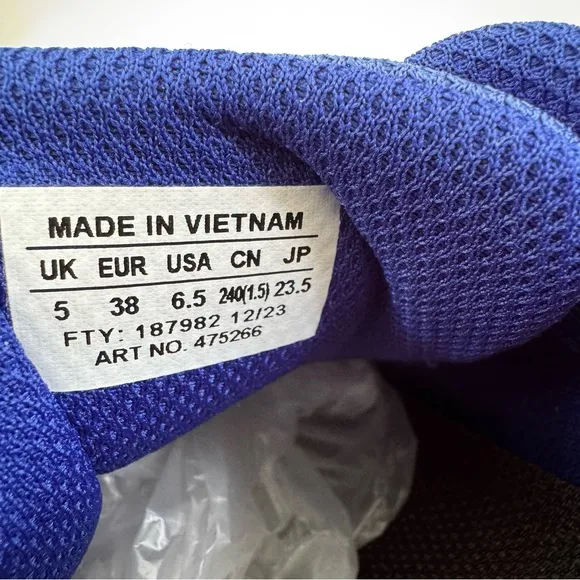 MADE IN VIETNAM
UK EUR USA CN JP
5 38 6.5 240(1.5) 23.5
FTY: 187982 12/23
ART NO. 475266